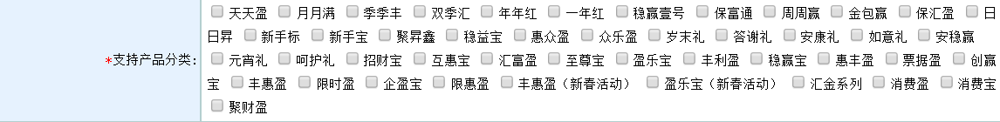 天天盈 月月满 季季丰 双季汇 年年红 一年红 稳赢壹号 保富通 周周赢 金包赢 保汇盈 日
日昇 新手标 新手宝 聚昇鑫 稳益宝 惠众盈 众乐盈 岁末礼 答谢礼 安康礼 如意礼 安稳赢
*支持产品分类: 元宵礼 呵护礼 招财宝 互惠宝 汇富盈 至尊宝 盈乐宝 丰利盈 稳赢宝 惠丰盈 票据盈 创赢
宝 丰惠盈 限时盈 企盈宝 限惠盈 丰惠盈（新春活动） 盈乐宝（新春活动） 汇金系列 消费盈 消费宝
聚财盈